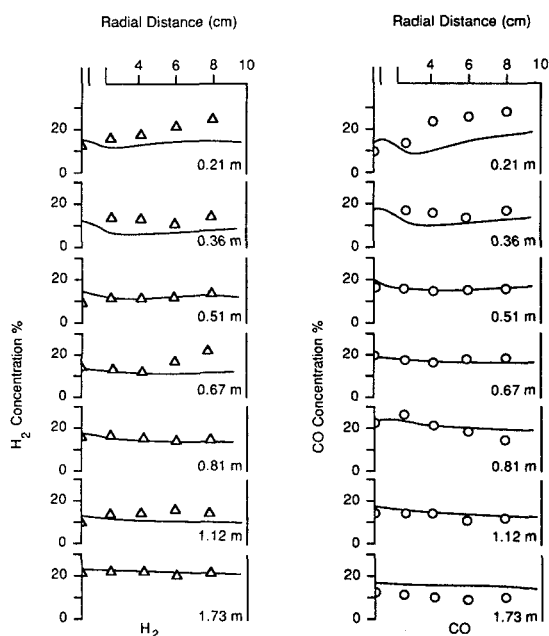 Radial Distance (cm) Radial Distance (cm)
4 6 8 10 4 6 8 10
20
0
0.21 m
20
0
0.21 m
20
0
0.36 m
20
0
0.36 m
20
0
0.51 m
20
0
0.51 m
20
0
0.67 m
20
0
0.67 m
20
0
0.81 m
20
0
0.81 m
20
0
1.12 m
20
0
1.12 m
20
0
1.73 m
20
0
1.73 m
H₂ Concentration %
CO Concentration %
H₂ CO